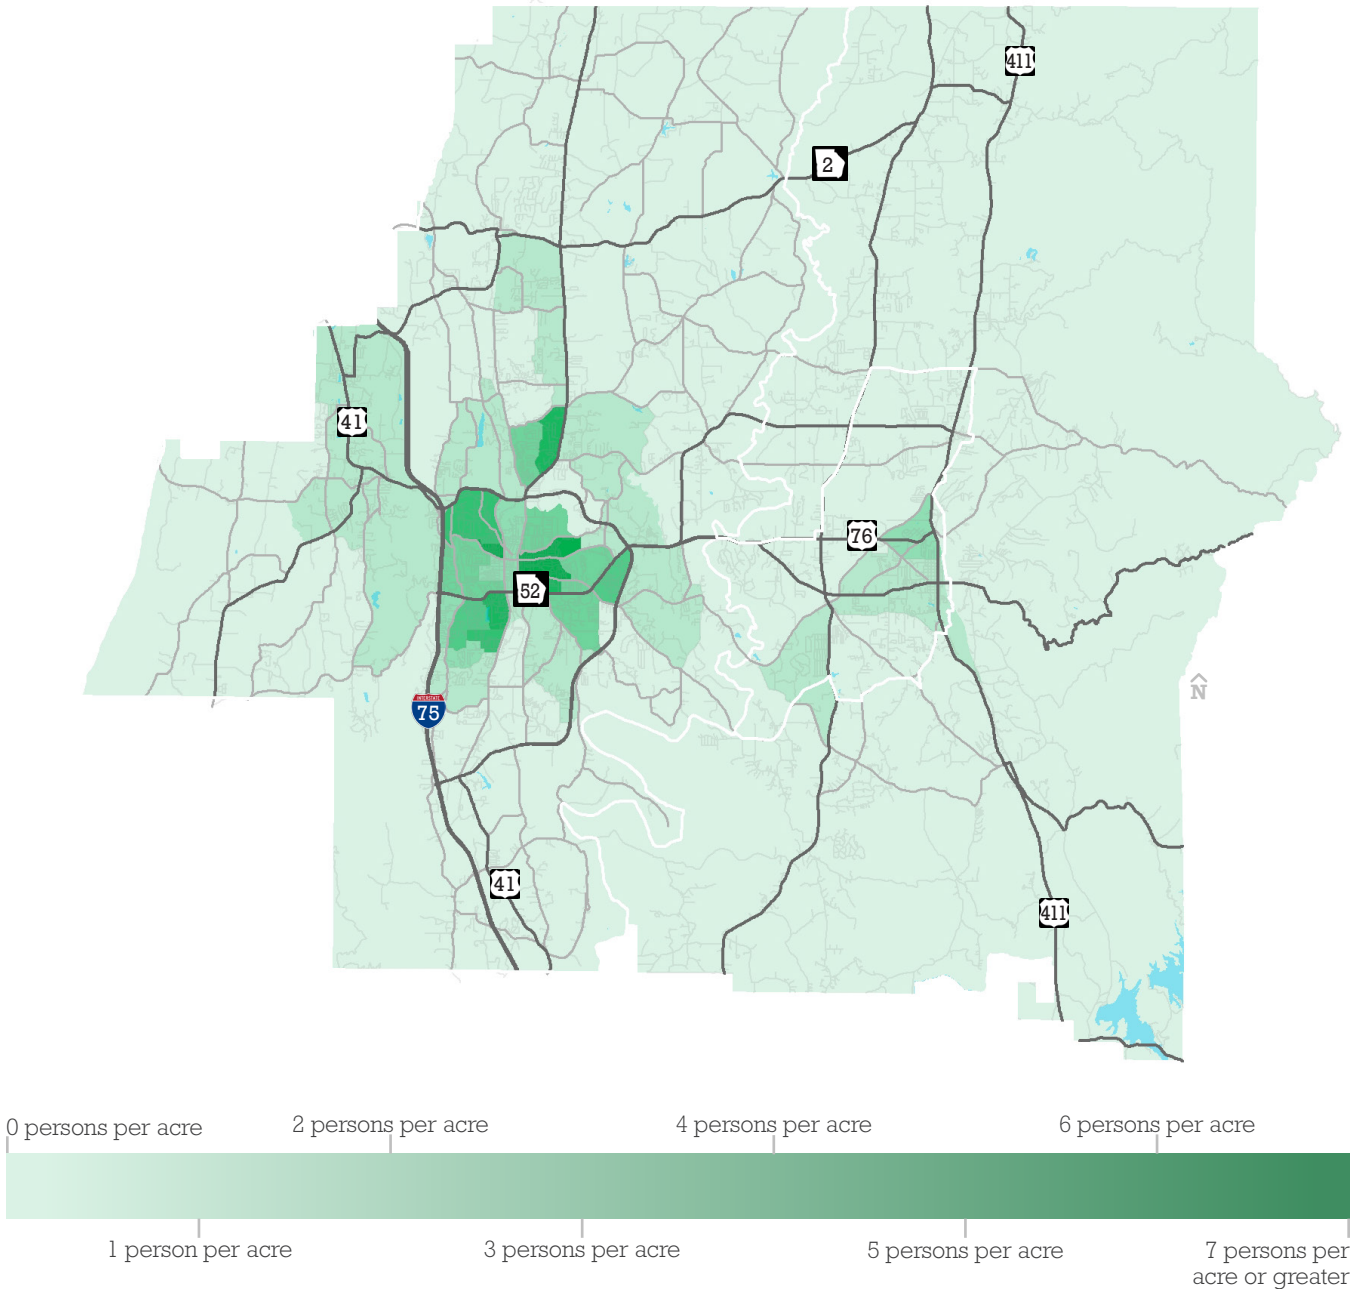 411
2
41
76
52
N
INTERSTATE
75
41
411
0 persons per acre
2 persons per acre
4 persons per acre
6 persons per acre
1 person per acre
3 persons per acre
5 persons per acre
7 persons per
acre or greater